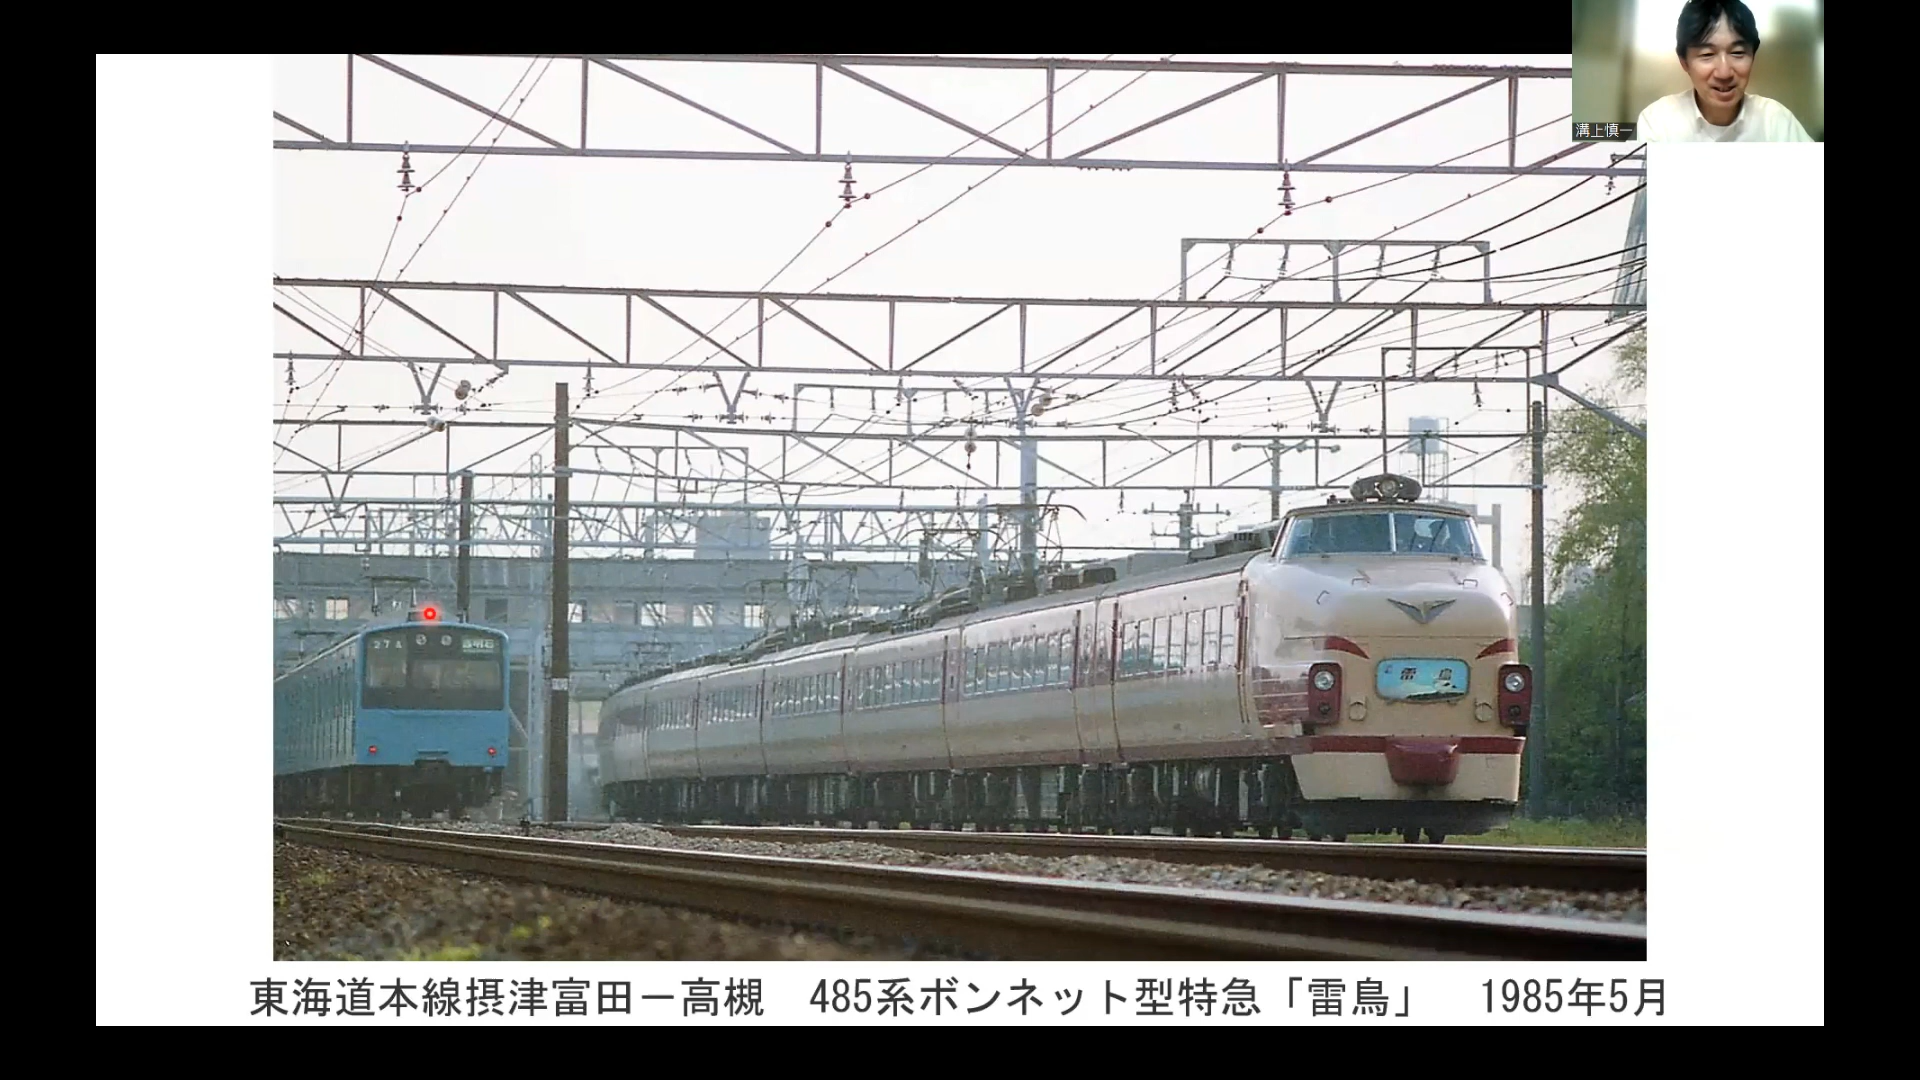 溝上慎一
27A
雷鳥
東海道本線摂津富田－高槻　485系ボンネット型特急「雷鳥」　1985年5月